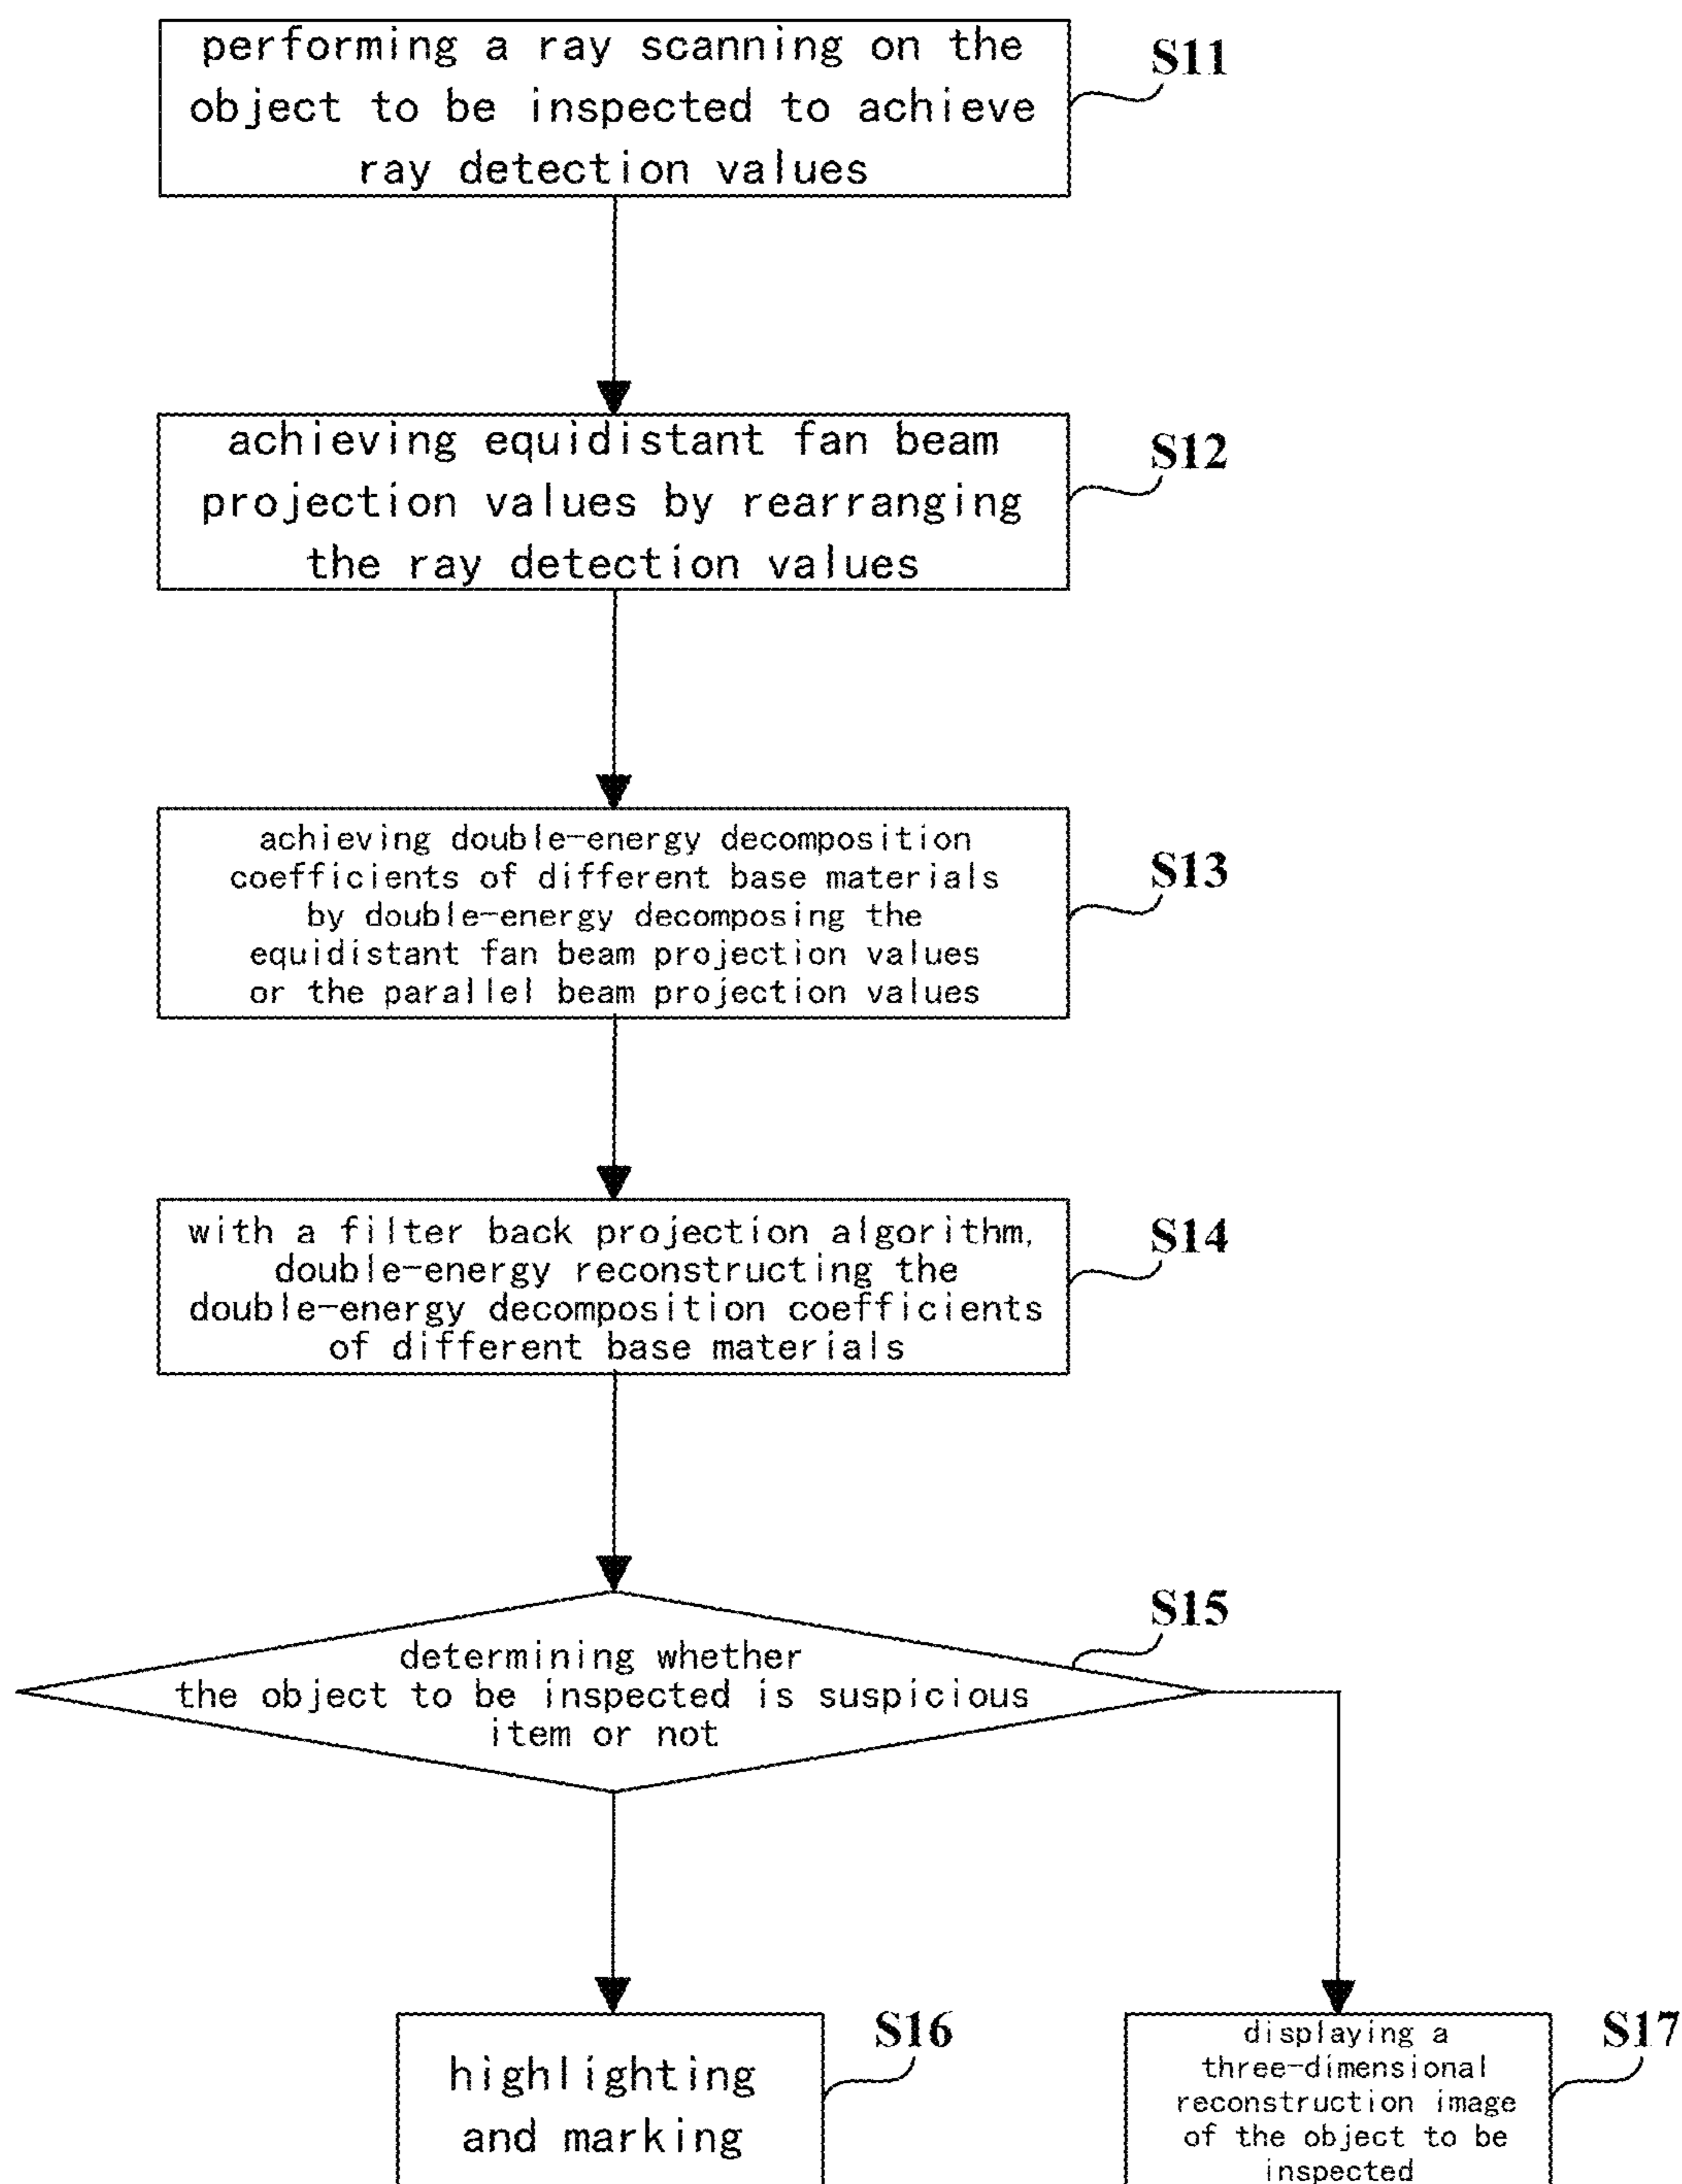 performing a ray scanning on the
object to be inspected to achieve
ray detection values
S11
achieving equidistant fan beam
projection values by rearranging
the ray detection values
S12
achieving double-energy decomposition
coefficients of different base materials
by double-energy decomposing the
equidistant fan beam projection values
or the parallel beam projection values
S13
with a filter back projection algorithm,
double-energy reconstructing the
double-energy decomposition coefficients
of different base materials
S14
determining whether
the object to be inspected is suspicious
item or not
S15
highlighting
and marking
S16
displaying a
three-dimensional
reconstruction image
of the object to be
inspected
S17